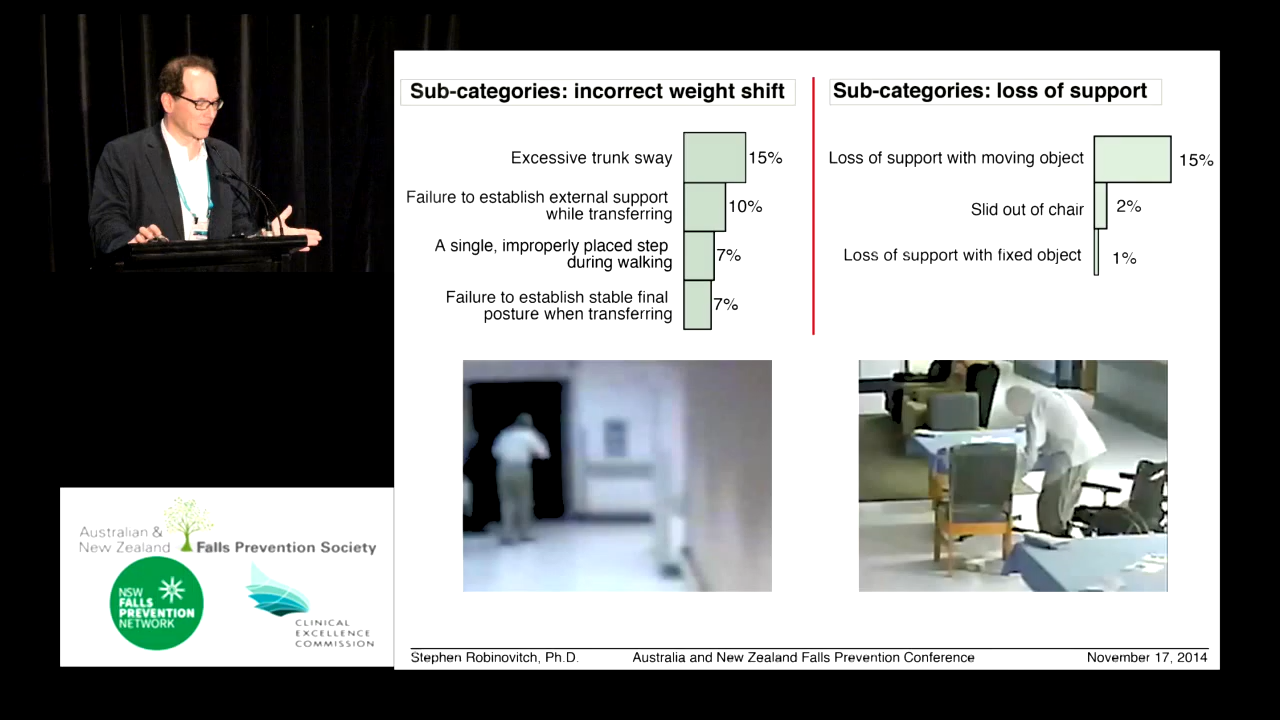 Sub-categories: incorrect weight shift
Excessive trunk sway
15%
Failure to establish external support
while transferring
10%
A single, improperly placed step
during walking
7%
Failure to establish stable final
posture when transferring
7%
Sub-categories: loss of support
Loss of support with moving object
15%
Slid out of chair
2%
Loss of support with fixed object
1%
Australian &
New Zealand Falls Prevention Society
NSW
FALLS
PREVENTION
NETWORK
CLINICAL
EXCELLENCE
COMMISSION
Stephen Robinovitch, Ph.D. Australia and New Zealand Falls Prevention Conference November 17, 2014